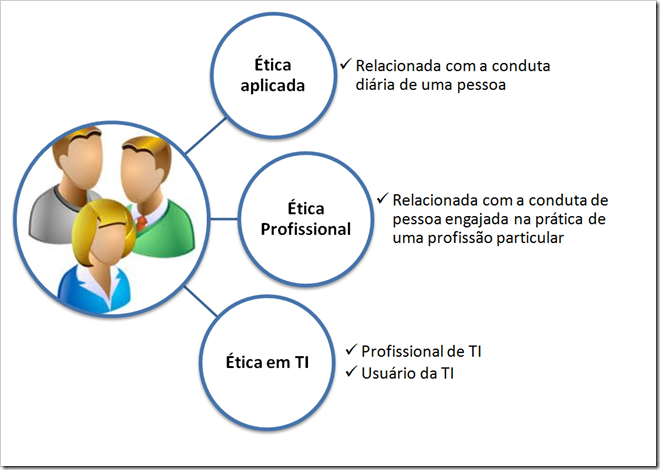 Ética
aplicada
✓ Relacionada com a conduta
diária de uma pessoa
Ética
Profissional
✓ Relacionada com a conduta de
pessoa engajada na prática de
uma profissão particular
Ética em TI
✓ Profissional de TI
✓ Usuário da TI